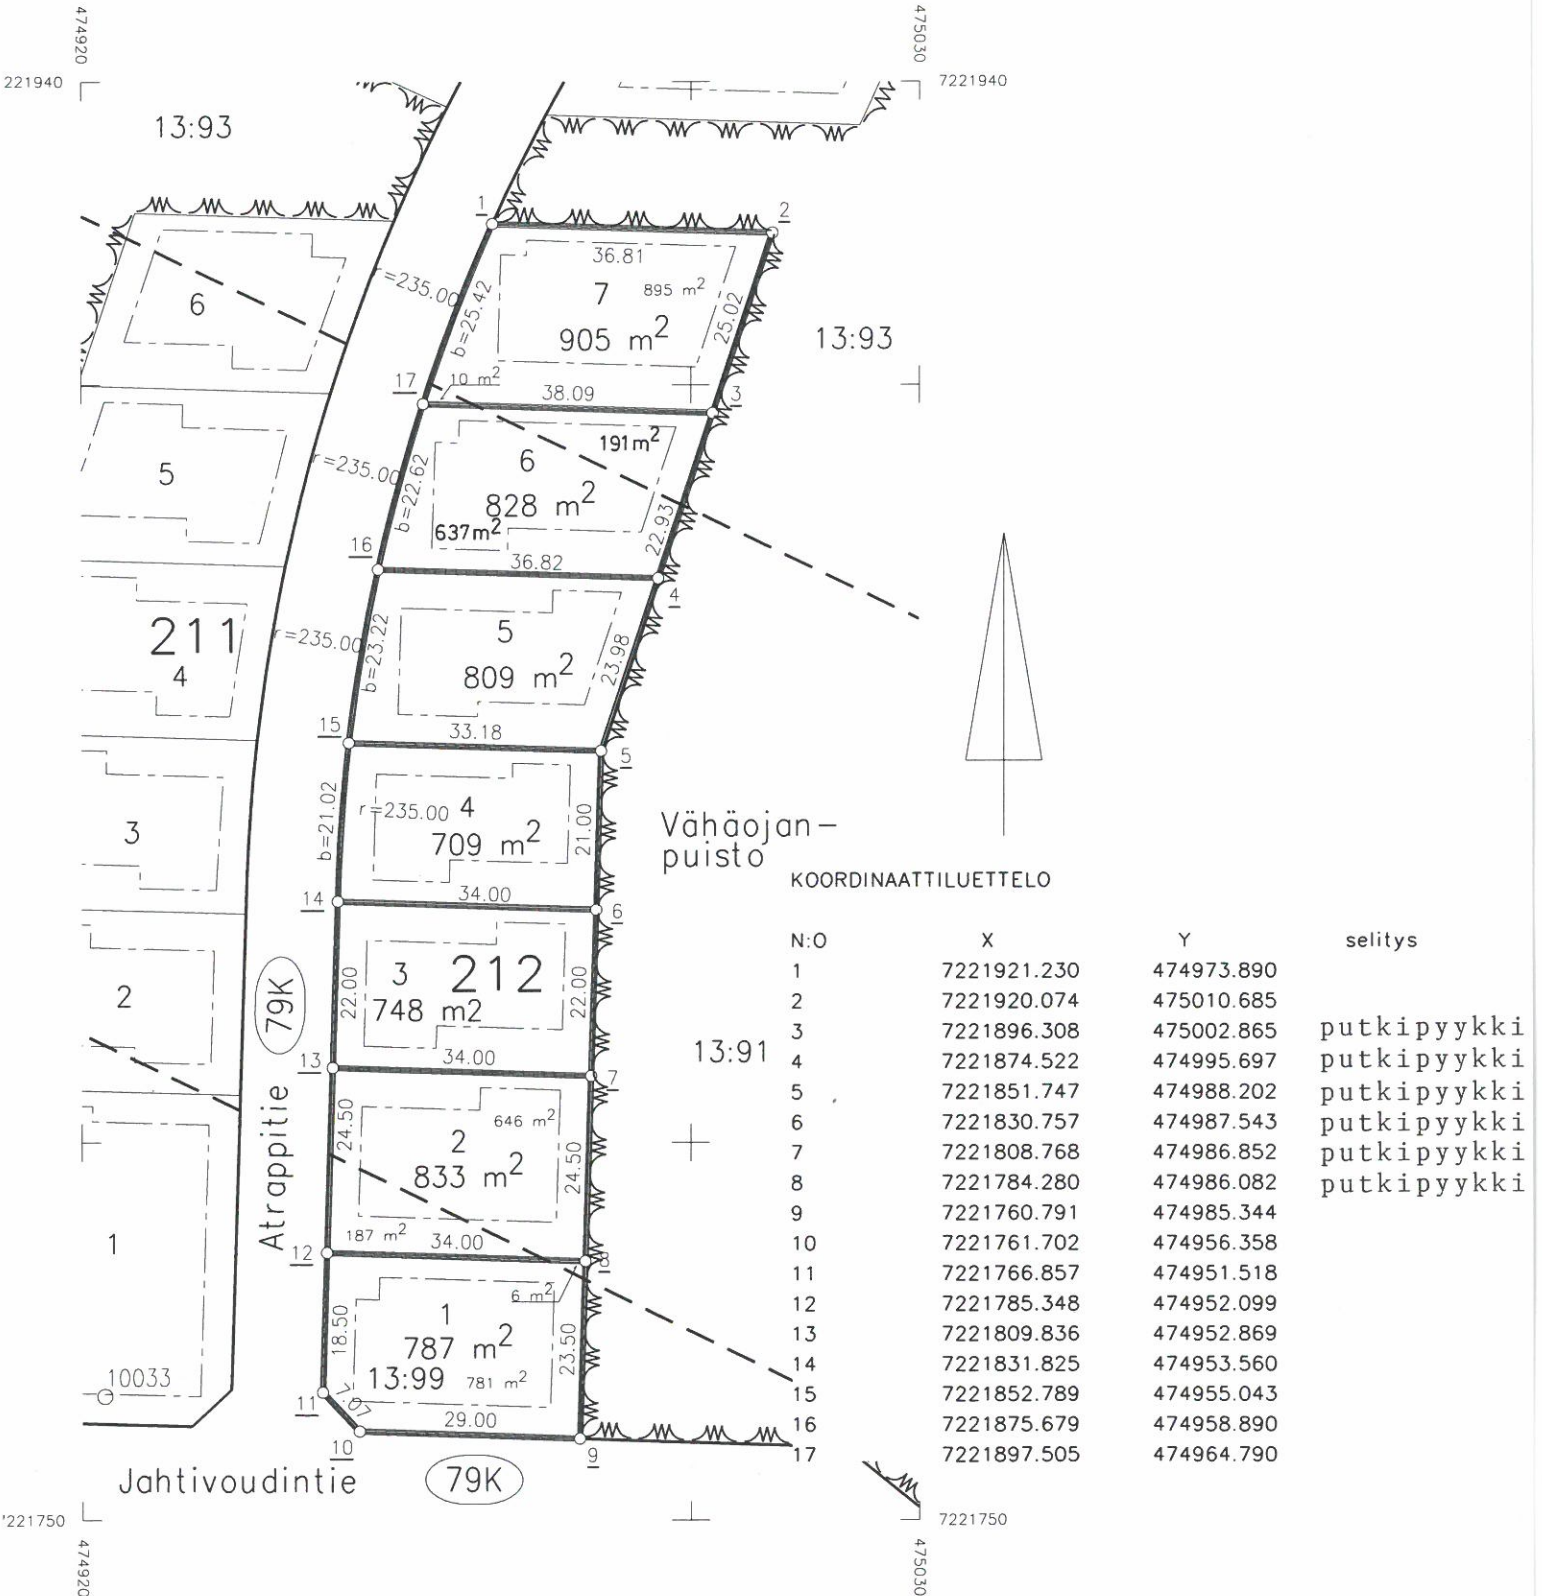 474920
475030
221940
7221940
13:93
1
2
36.81
r=235.00
b=25.42
7
895 m²
905 m²
25.02
13:93
6
17
10 m²
38.09
3
5
r=235.00
b=22.62
6
191m²
828 m²
637m²
22.93
16
36.82
4
211
4
r=235.00
b=23.22
5
809 m²
23.98
15
33.18
5
3
b=21.02
r=235.00
4
709 m²
21.00
Vähäojan-
puisto
14
34.00
6
2
79K
22.00
3
212
748 m2
22.00
13
34.00
7
13:91
Atrappitie
24.50
2
646 m²
833 m²
24.50
187 m²
12
34.00
8
6 m²
1
18.50
1
787 m²
13:99
781 m²
23.50
10033
11
7.07
29.00
10
9
Jahtivoudintie
79K
KOORDINAATTILUETTELO
N:O X Y selitys
1 7221921.230 474973.890
2 7221920.074 475010.685
3 7221896.308 475002.865 putkipyykki
4 7221874.522 474995.697 putkipyykki
5 7221851.747 474988.202 putkipyykki
6 7221830.757 474987.543 putkipyykki
7 7221808.768 474986.852 putkipyykki
8 7221784.280 474986.082 putkipyykki
9 7221760.791 474985.344
10 7221761.702 474956.358
11 7221766.857 474951.518
12 7221785.348 474952.099
13 7221809.836 474952.869
14 7221831.825 474953.560
15 7221852.789 474955.043
16 7221875.679 474958.890
17 7221897.505 474964.790
'221750
7221750
474920
475030